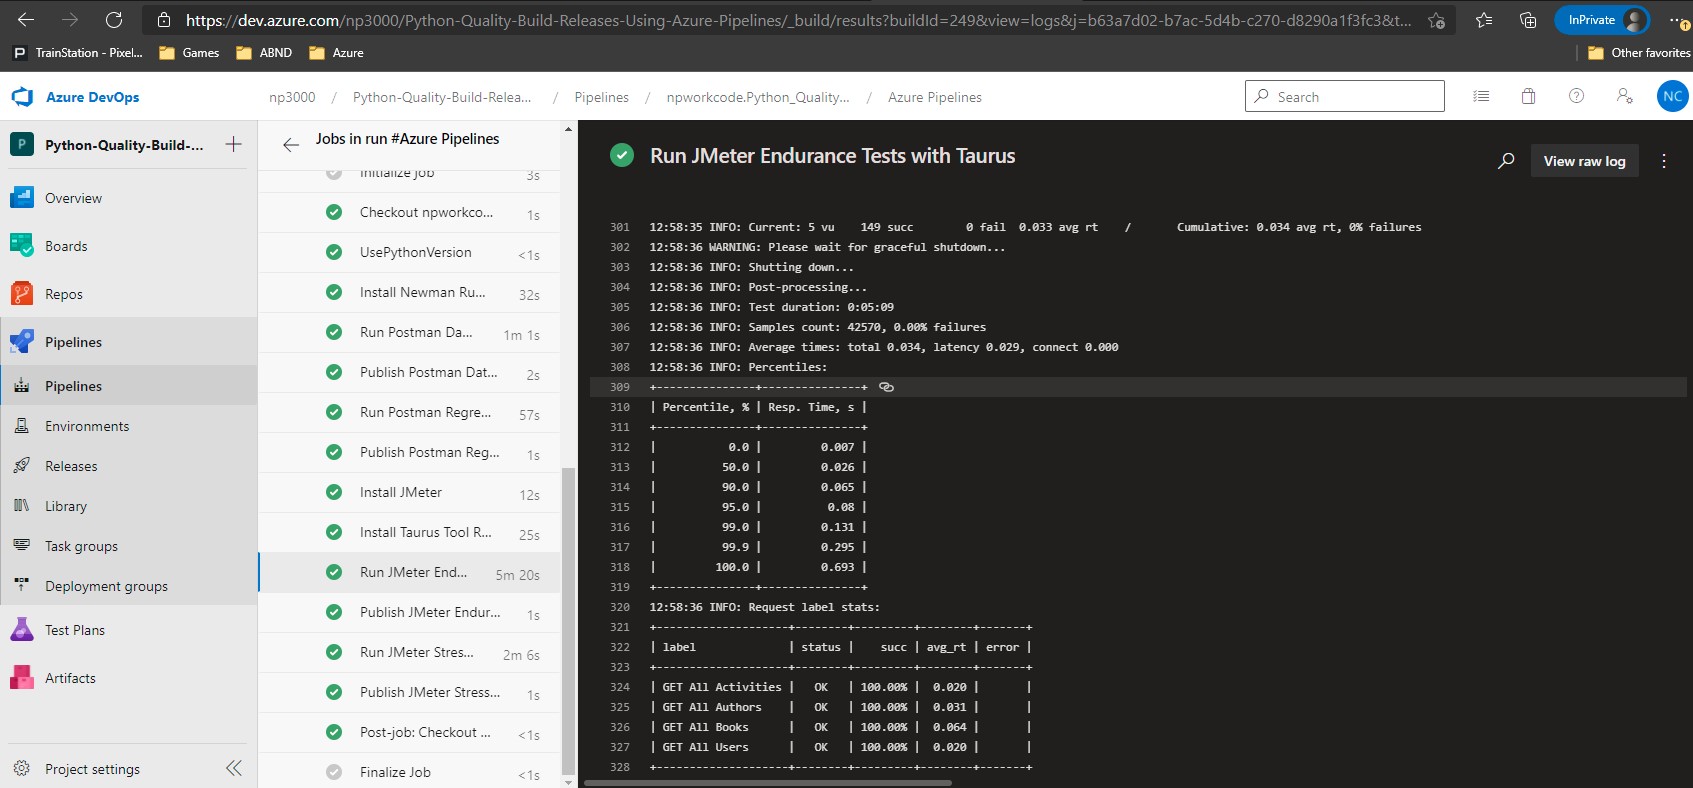 https://dev.azure.com/np3000/Python-Quality-Build-Releases-Using-Azure-Pipelines/_build/results?buildId=249&view=logs&j=b63a7d02-b7ac-5d4b-c270-d8290a1f3fc3&t...
InPrivate
P TrainStation - Pixel... Games ABND Azure Other favorites
Azure DevOps np3000 / Python-Quality-Build-Relea... / Pipelines / npworkcode.Python_Quality... / Azure Pipelines Search NC
P Python-Quality-Build-...
Overview
Boards
Repos
Pipelines
Pipelines
Environments
Releases
Library
Task groups
Deployment groups
Test Plans
Artifacts
Project settings
Jobs in run #Azure Pipelines
Initialize job 3s
Checkout npworkco... 1s
UsePythonVersion <1s
Install Newman Ru... 32s
Run Postman Da... 1m 1s
Publish Postman Dat... 2s
Run Postman Regre... 57s
Publish Postman Reg... 1s
Install JMeter 12s
Install Taurus Tool R... 25s
Run JMeter End... 5m 20s
Publish JMeter Endur... 1s
Run JMeter Stres... 2m 6s
Publish JMeter Stress... 1s
Post-job: Checkout ... <1s
Finalize Job <1s
Run JMeter Endurance Tests with Taurus
View raw log
301 12:58:35 INFO: Current: 5 vu 149 succ 0 fail 0.033 avg rt / Cumulative: 0.034 avg rt, 0% failures
302 12:58:36 WARNING: Please wait for graceful shutdown...
303 12:58:36 INFO: Shutting down...
304 12:58:36 INFO: Post-processing...
305 12:58:36 INFO: Test duration: 0:05:09
306 12:58:36 INFO: Samples count: 42570, 0.00% failures
307 12:58:36 INFO: Average times: total 0.034, latency 0.029, connect 0.000
308 12:58:36 INFO: Percentiles:
309 +---------------+---------------+
310 | Percentile, % | Resp. Time, s |
311 +---------------+---------------+
312 | 0.0 | 0.007 |
313 | 50.0 | 0.026 |
314 | 90.0 | 0.065 |
315 | 95.0 | 0.08 |
316 | 99.0 | 0.131 |
317 | 99.9 | 0.295 |
318 | 100.0 | 0.693 |
319 +---------------+---------------+
320 12:58:36 INFO: Request label stats:
321 +--------------------+--------+---------+--------+-------+
322 | label | status | succ | avg_rt | error |
323 +--------------------+--------+---------+--------+-------+
324 | GET All Activities | OK | 100.00% | 0.020 | |
325 | GET All Authors | OK | 100.00% | 0.031 | |
326 | GET All Books | OK | 100.00% | 0.064 | |
327 | GET All Users | OK | 100.00% | 0.020 | |
328 +--------------------+--------+---------+--------+-------+